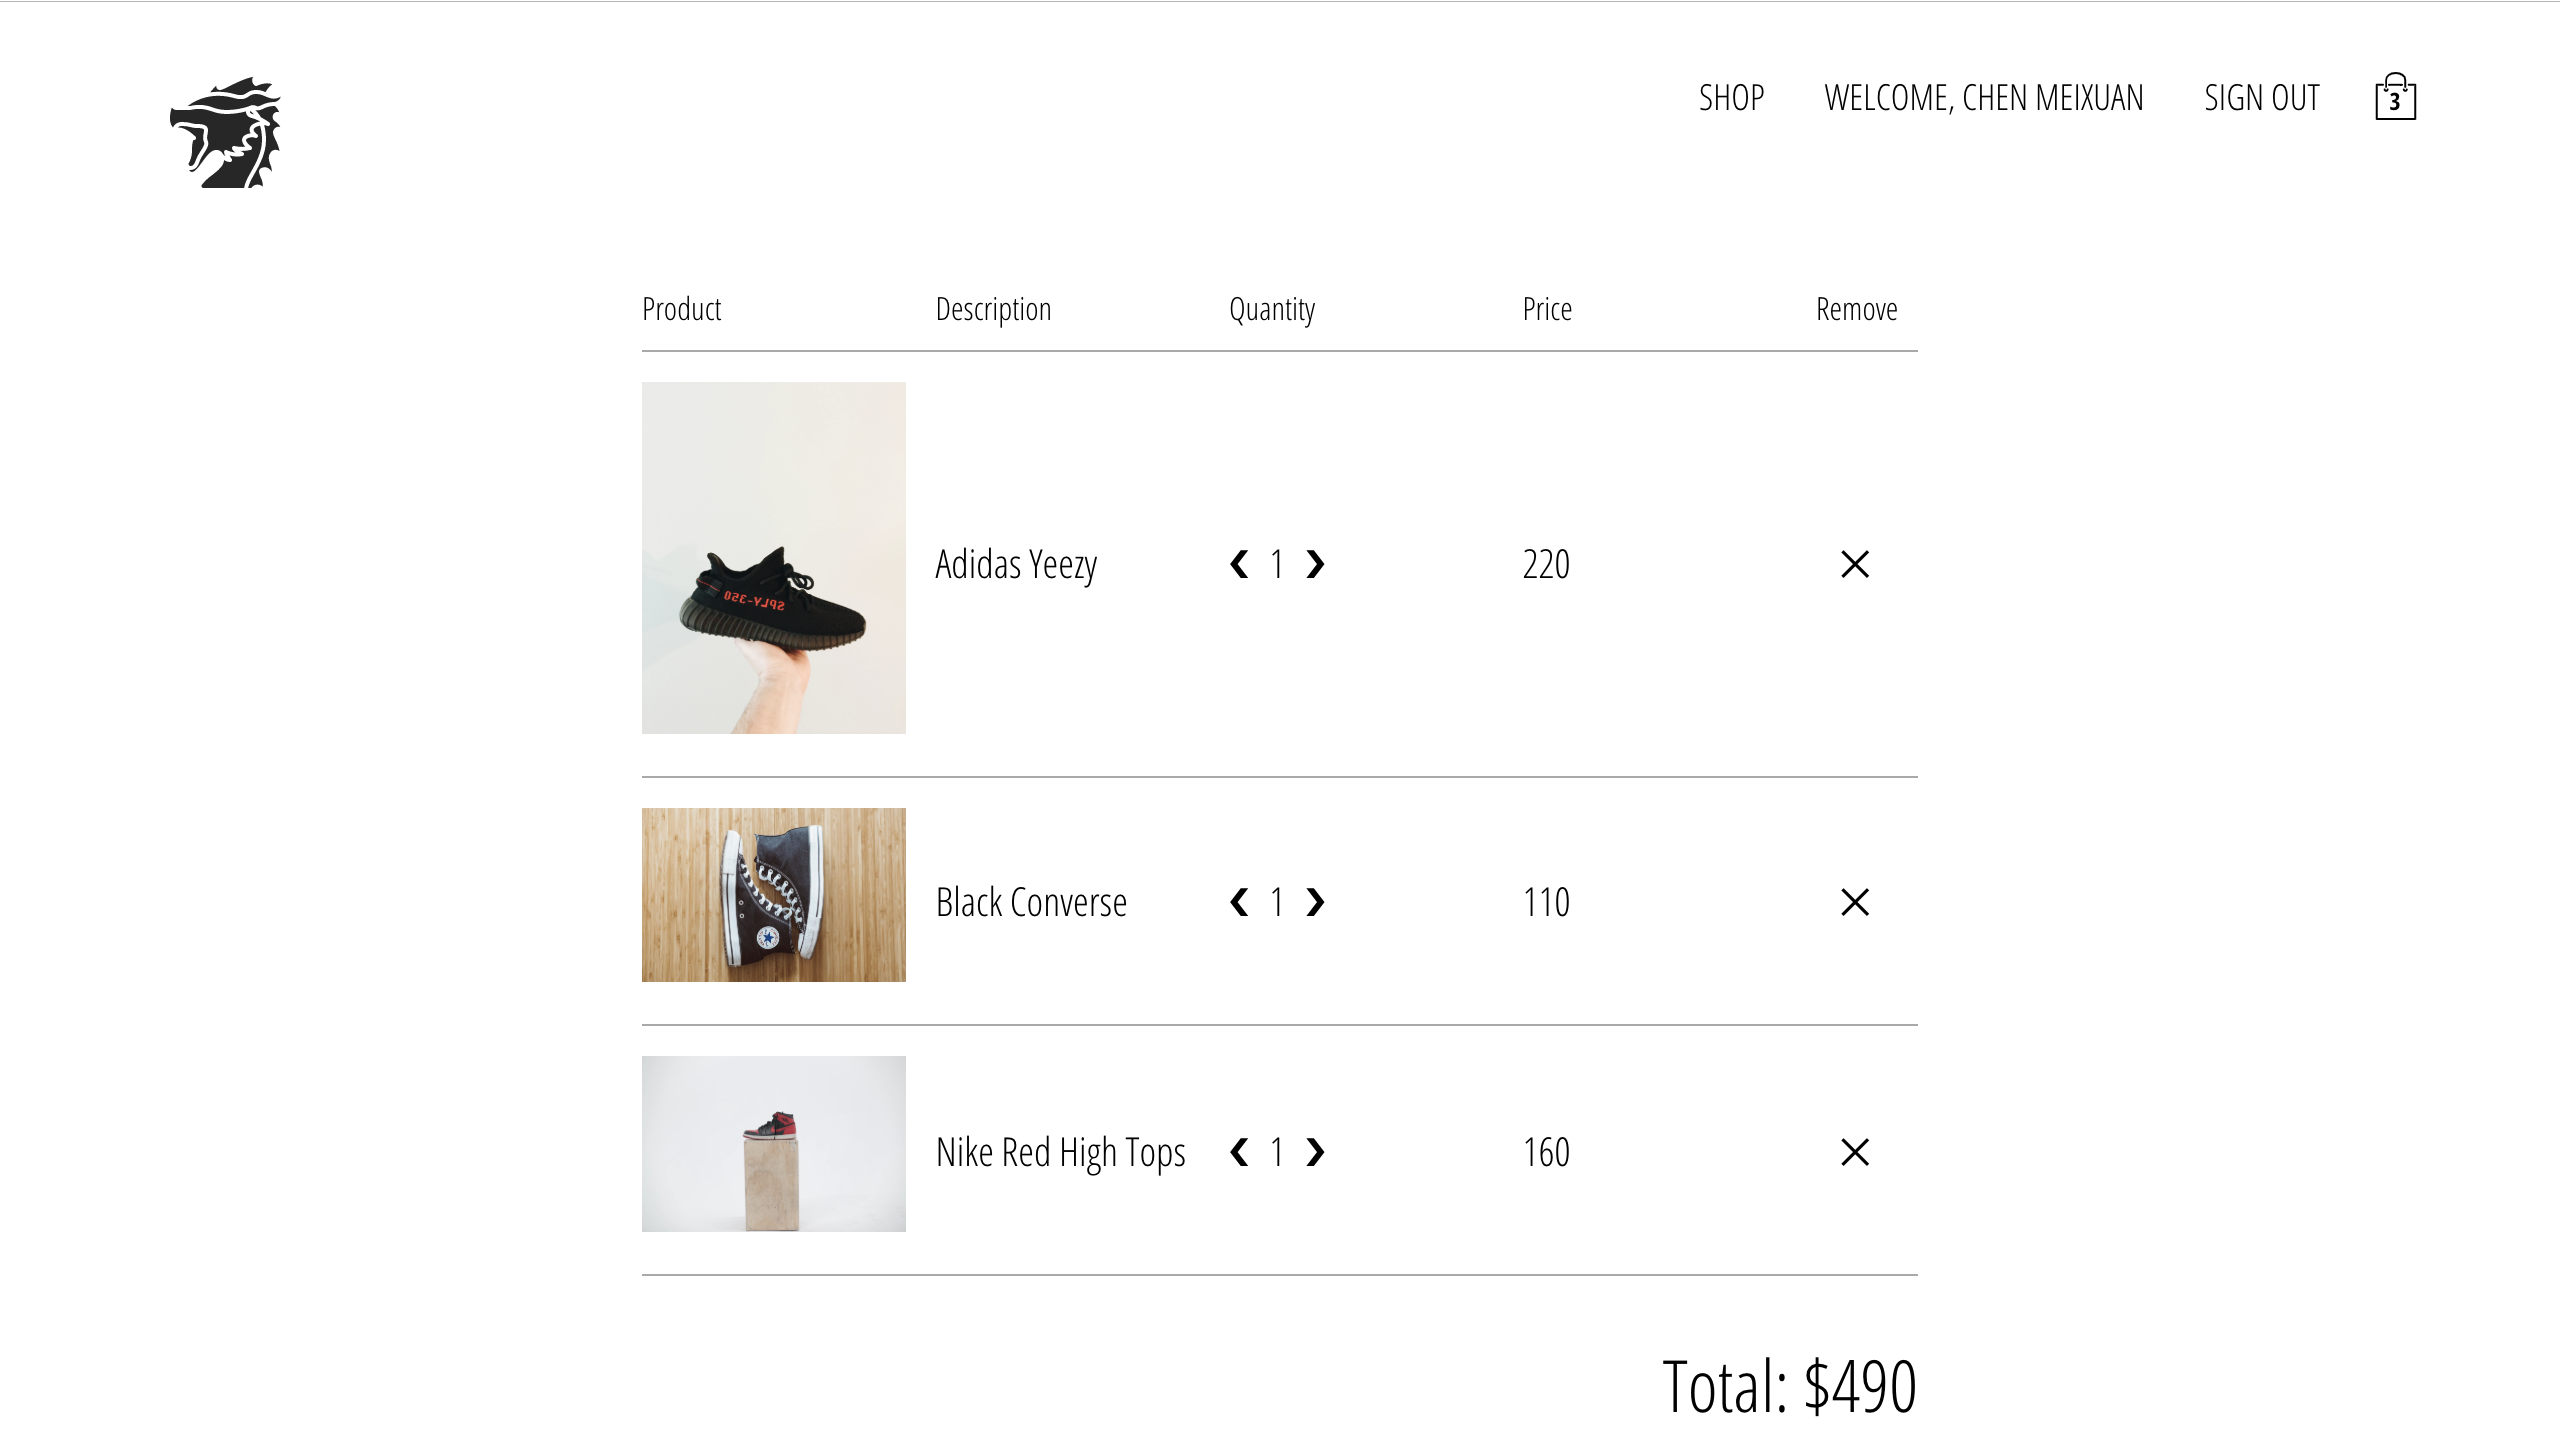 SHOP WELCOME, CHEN MEIXUAN SIGN OUT 3
Product Description Quantity Price Remove
SPLY-350
Adidas Yeezy ❮ 1 ❯ 220 ✕
Black Converse ❮ 1 ❯ 110 ✕
Nike Red High Tops ❮ 1 ❯ 160 ✕
Total: $490